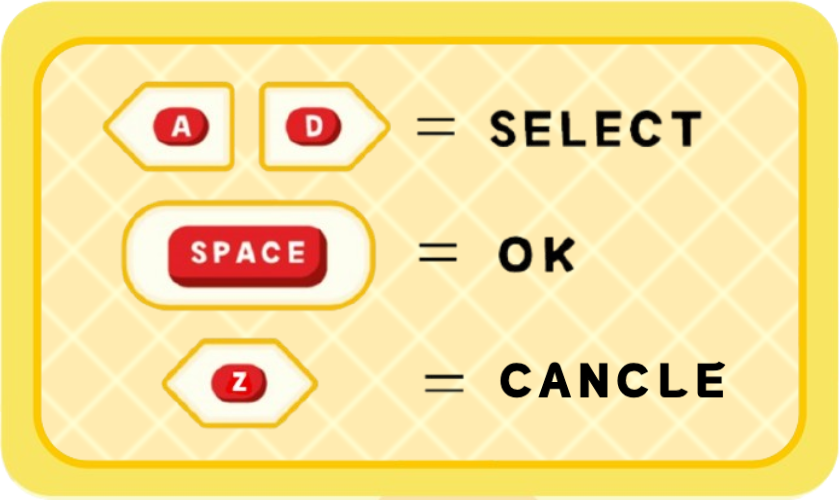 A D = SELECT
SPACE = OK
Z = CANCLE